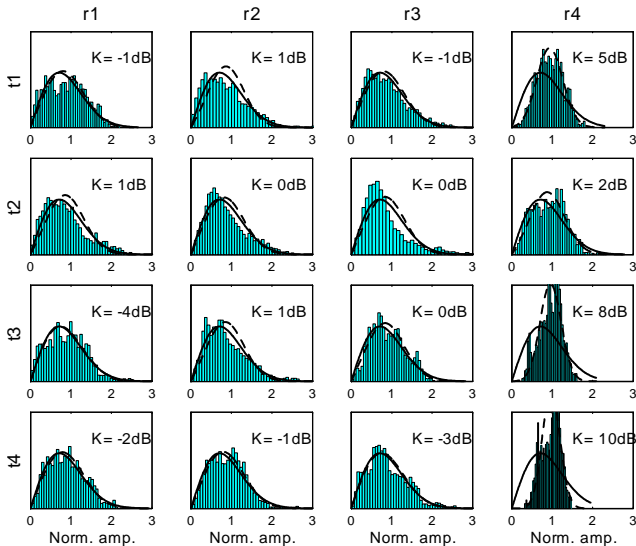 r1 r2 r3 r4
t1 K= -1dB K= 1dB K= -1dB K= 5dB
0 1 2 3 0 1 2 3 0 1 2 3 0 1 2 3
t2 K= 1dB K= 0dB K= 0dB K= 2dB
0 1 2 3 0 1 2 3 0 1 2 3 0 1 2 3
t3 K= -4dB K= 1dB K= 0dB K= 8dB
0 1 2 3 0 1 2 3 0 1 2 3 0 1 2 3
t4 K= -2dB K= -1dB K= -3dB K= 10dB
0 1 2 3 0 1 2 3 0 1 2 3 0 1 2 3
Norm. amp. Norm. amp. Norm. amp. Norm. amp.